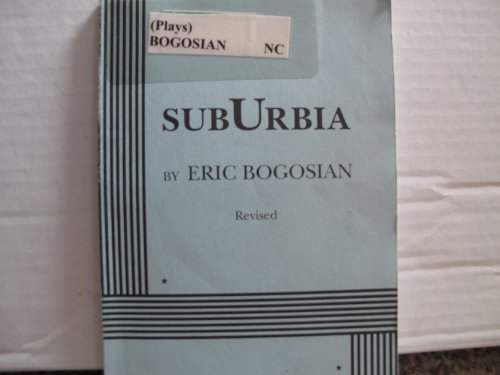 (Plays)
BOGOSIAN NC
SUBURBIA
BY ERIC BOGOSIAN
Revised